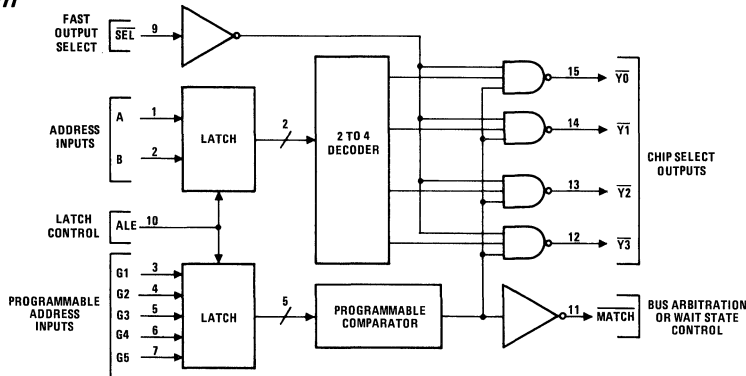 FAST
OUTPUT
SELECT
SEL 9
ADDRESS
INPUTS
A 1
B 2
LATCH
2
2 TO 4
DECODER
15 Y0
14 Y1
13 Y2
12 Y3
CHIP SELECT
OUTPUTS
LATCH
CONTROL
ALE 10
PROGRAMMABLE
ADDRESS
INPUTS
G1 3
G2 4
G3 5
G4 6
G5 7
LATCH
5
PROGRAMMABLE
COMPARATOR
11 MATCH
BUS ARBITRATION
OR WAIT STATE
CONTROL